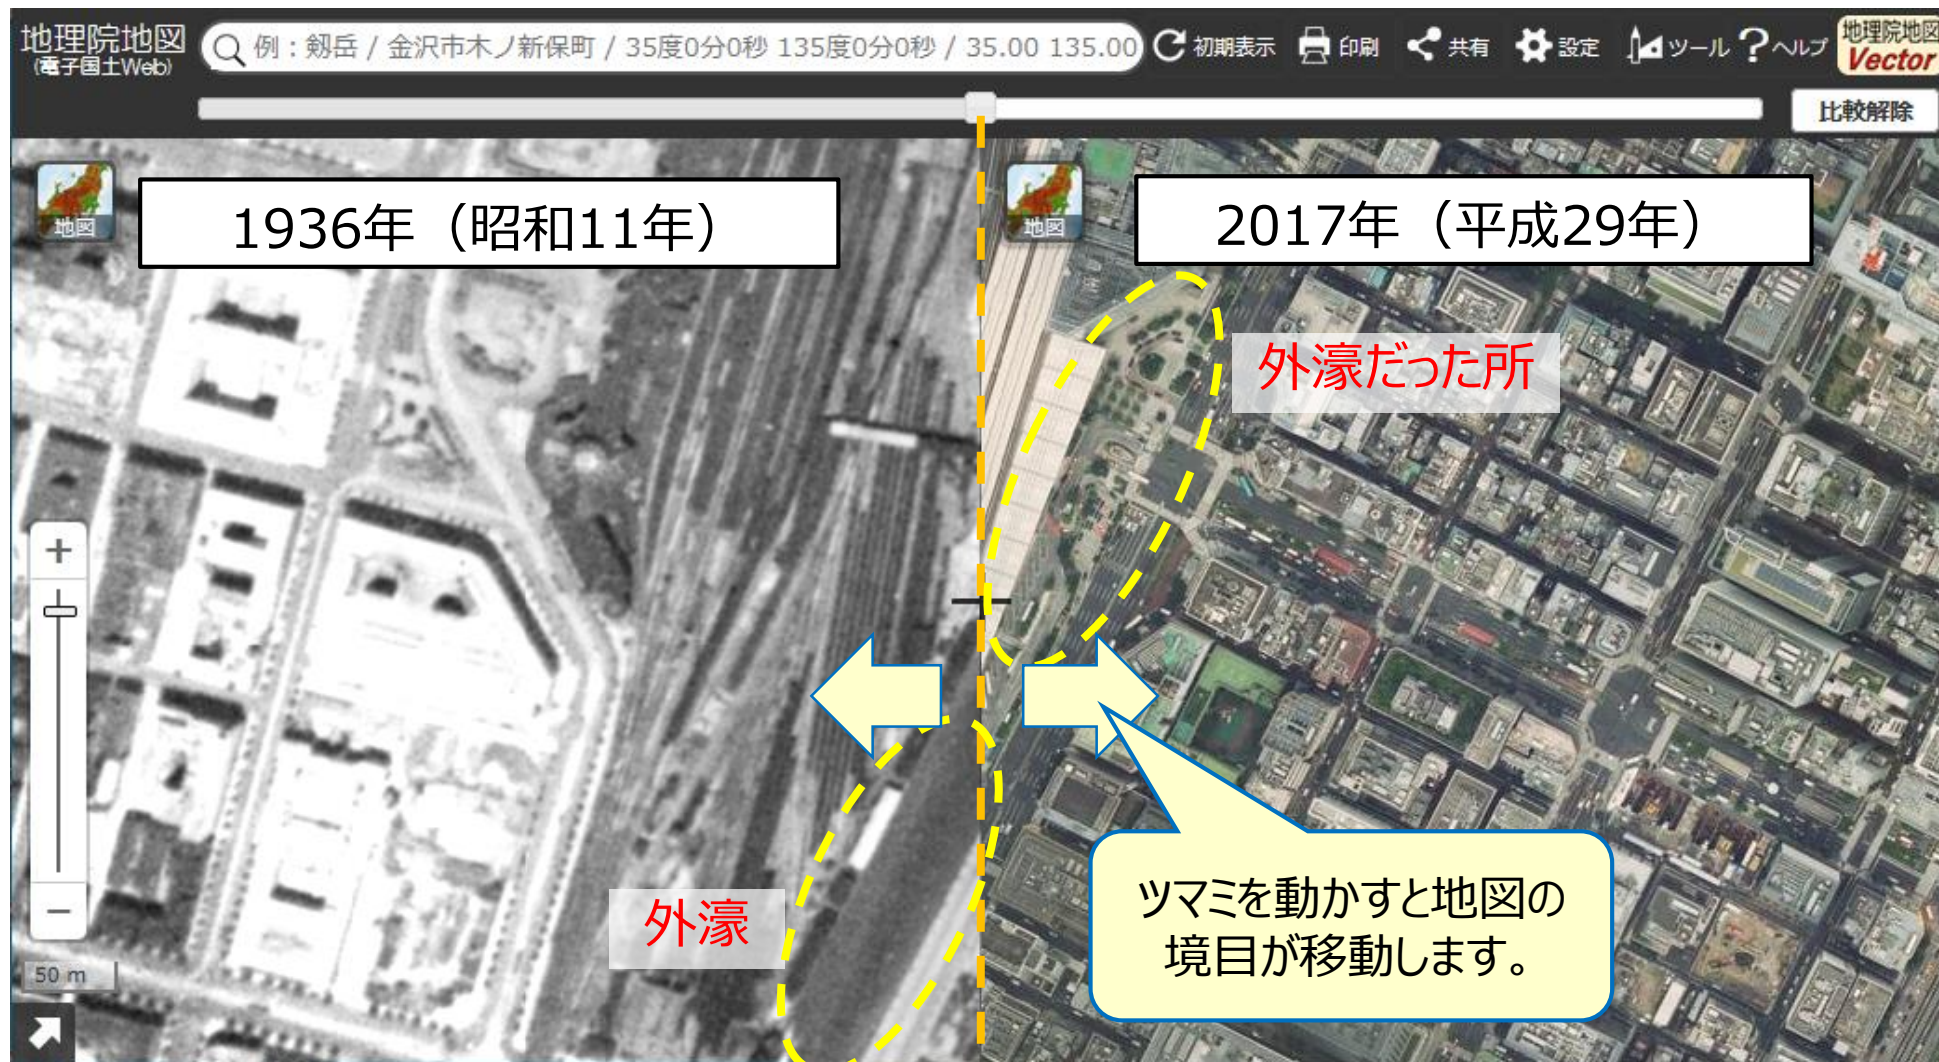 地理院地図
(電子国土Web)
例：剱岳 / 金沢市木ノ新保町 / 35度0分0秒 135度0分0秒 / 35.00 135.00
初期表示
印刷
共有
設定
ツール
ヘルプ
地理院地図
Vector
比較解除
地図
1936年（昭和11年）
地図
2017年（平成29年）
外濠だった所
外濠
ツマミを動かすと地図の
境目が移動します。
50 m